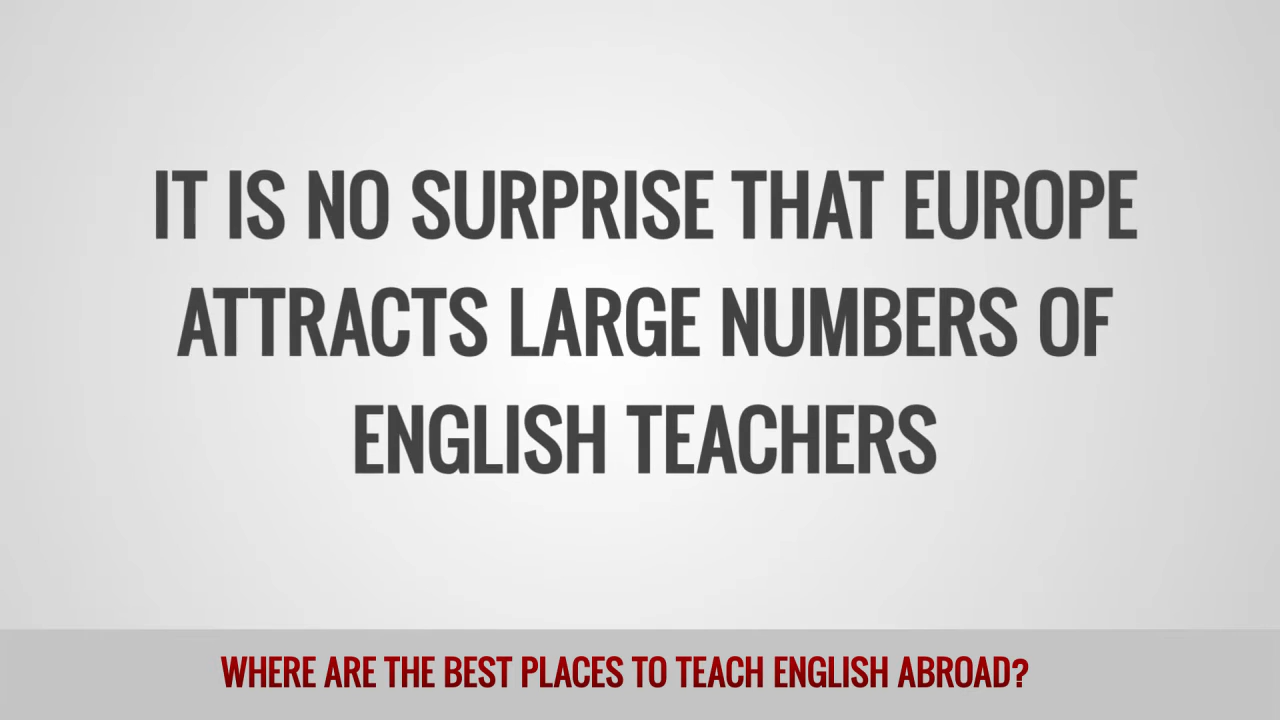 IT IS NO SURPRISE THAT EUROPE
ATTRACTS LARGE NUMBERS OF
ENGLISH TEACHERS
WHERE ARE THE BEST PLACES TO TEACH ENGLISH ABROAD?